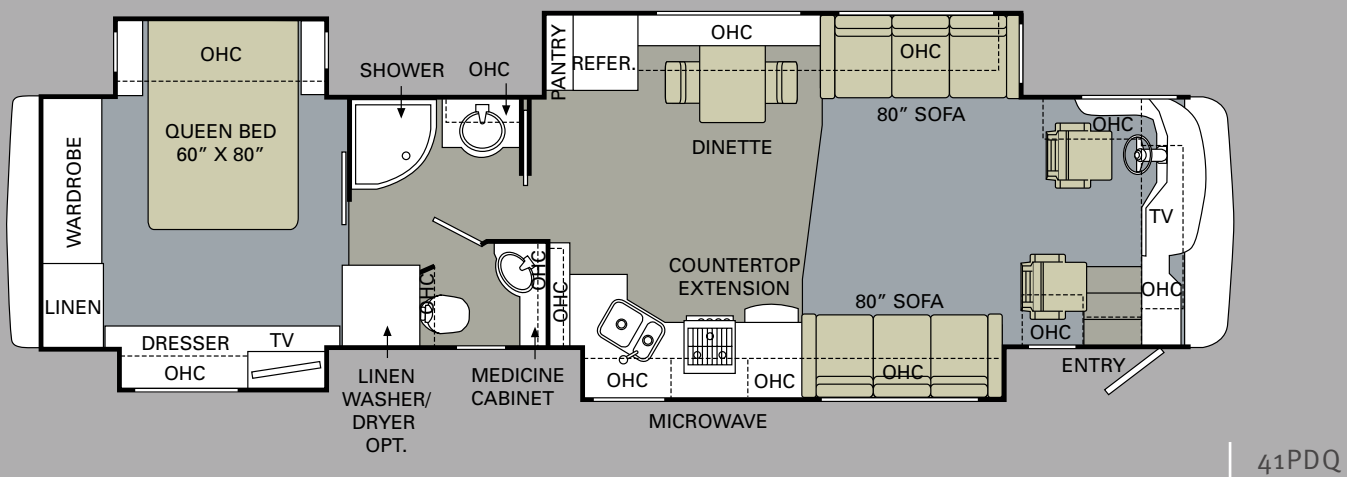 OHC
QUEEN BED
60” X 80”
WARDROBE
LINEN
DRESSER
TV
OHC
SHOWER
OHC
LINEN
WASHER/
DRYER
OPT.
OHC
OHC
MEDICINE
CABINET
PANTRY
REFER.
OHC
DINETTE
OHC
80” SOFA
OHC
COUNTERTOP
EXTENSION
OHC
OHC
MICROWAVE
80” SOFA
OHC
OHC
TV
OHC
OHC
ENTRY
41PDQ